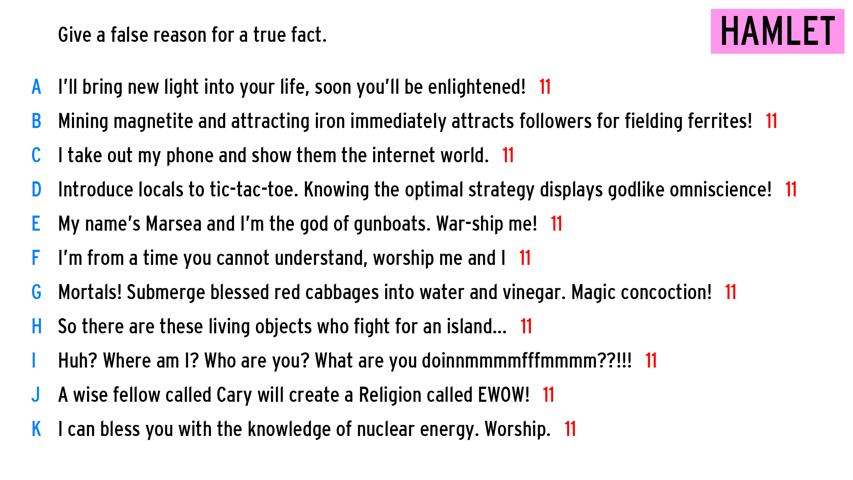 Give a false reason for a true fact.
HAMLET
A I'll bring new light into your life, soon you'll be enlightened! 11
B Mining magnetite and attracting iron immediately attracts followers for fielding ferrites! 11
C I take out my phone and show them the internet world. 11
D Introduce locals to tic-tac-toe. Knowing the optimal strategy displays godlike omniscience! 11
E My name's Marsea and I'm the god of gunboats. War-ship me! 11
F I'm from a time you cannot understand, worship me and I 11
G Mortals! Submerge blessed red cabbages into water and vinegar. Magic concoction! 11
H So there are these living objects who fight for an island... 11
I Huh? Where am I? Who are you? What are you doinnmmmmfffmmmm??!!! 11
J A wise fellow called Cary will create a Religion called EWOW! 11
K I can bless you with the knowledge of nuclear energy. Worship. 11